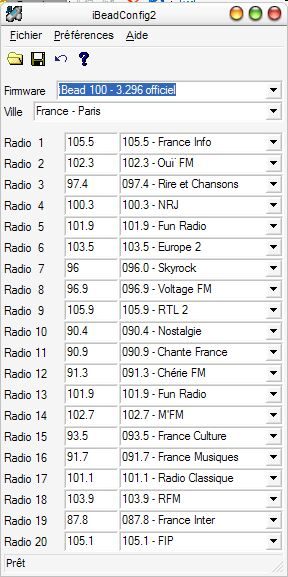 iBeadConfig2
Fichier Préférences Aide
Firmware iBead 100 - 3.296 officiel
Ville France - Paris
Radio 1 105.5 105.5 - France Info
Radio 2 102.3 102.3 - Ouï FM
Radio 3 97.4 097.4 - Rire et Chansons
Radio 4 100.3 100.3 - NRJ
Radio 5 101.9 101.9 - Fun Radio
Radio 6 103.5 103.5 - Europe 2
Radio 7 96 096.0 - Skyrock
Radio 8 96.9 096.9 - Voltage FM
Radio 9 105.9 105.9 - RTL 2
Radio 10 90.4 090.4 - Nostalgie
Radio 11 90.9 090.9 - Chante France
Radio 12 91.3 091.3 - Chérie FM
Radio 13 101.9 101.9 - Fun Radio
Radio 14 102.7 102.7 - M'FM
Radio 15 93.5 093.5 - France Culture
Radio 16 91.7 091.7 - France Musiques
Radio 17 101.1 101.1 - Radio Classique
Radio 18 103.9 103.9 - RFM
Radio 19 87.8 087.8 - France Inter
Radio 20 105.1 105.1 - FIP
Prêt